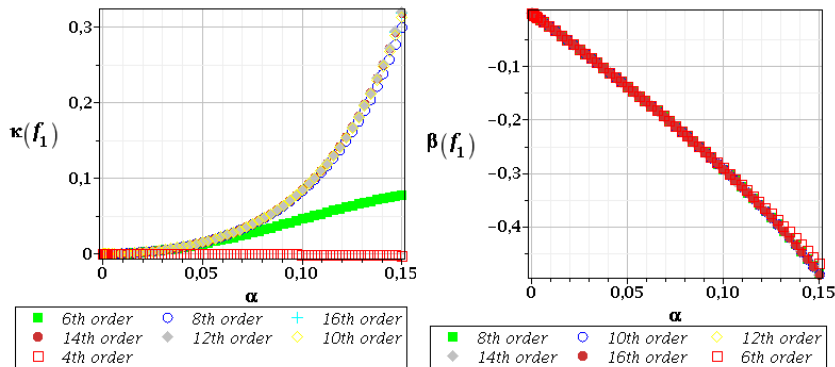 0,3
0,2
κ(f₁)
0,1
0
0 0,05 0,10 0,15
α
6th order 8th order 16th order
14th order 12th order 10th order
4th order
-0,1
-0,2
β(f₁)
-0,3
-0,4
0 0,05 0,10 0,15
α
8th order 10th order 12th order
14th order 16th order 6th order